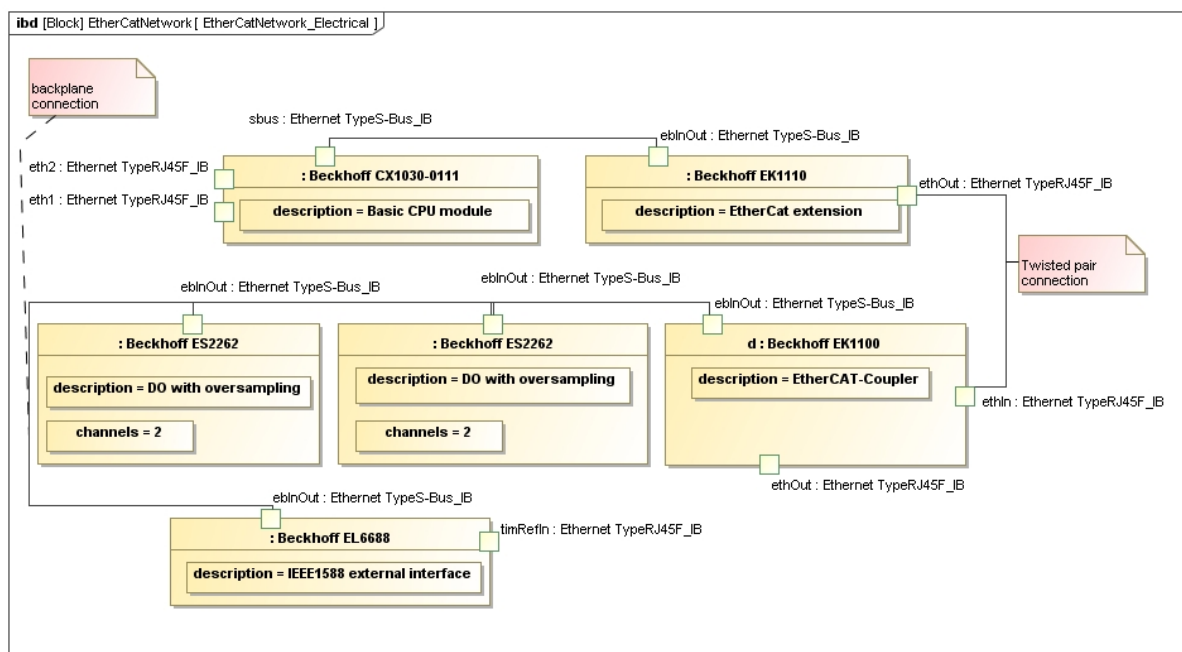 ibd [Block] EtherCatNetwork [ EtherCatNetwork_Electrical ]
backplane
connection
sbus : Ethernet TypeS-Bus_IB
ebInOut : Ethernet TypeS-Bus_IB
eth2 : Ethernet TypeRJ45F_IB
eth1 : Ethernet TypeRJ45F_IB
: Beckhoff CX1030-0111
description = Basic CPU module
: Beckhoff EK1110
description = EtherCat extension
ethOut : Ethernet TypeRJ45F_IB
Twisted pair
connection
ebInOut : Ethernet TypeS-Bus_IB
ebInOut : Ethernet TypeS-Bus_IB
ebInOut : Ethernet TypeS-Bus_IB
: Beckhoff ES2262
description = DO with oversampling
channels = 2
: Beckhoff ES2262
description = DO with oversampling
channels = 2
d : Beckhoff EK1100
description = EtherCAT-Coupler
ethIn : Ethernet TypeRJ45F_IB
ethOut : Ethernet TypeRJ45F_IB
ebInOut : Ethernet TypeS-Bus_IB
: Beckhoff EL6688
timRefIn : Ethernet TypeRJ45F_IB
description = IEEE1588 external interface